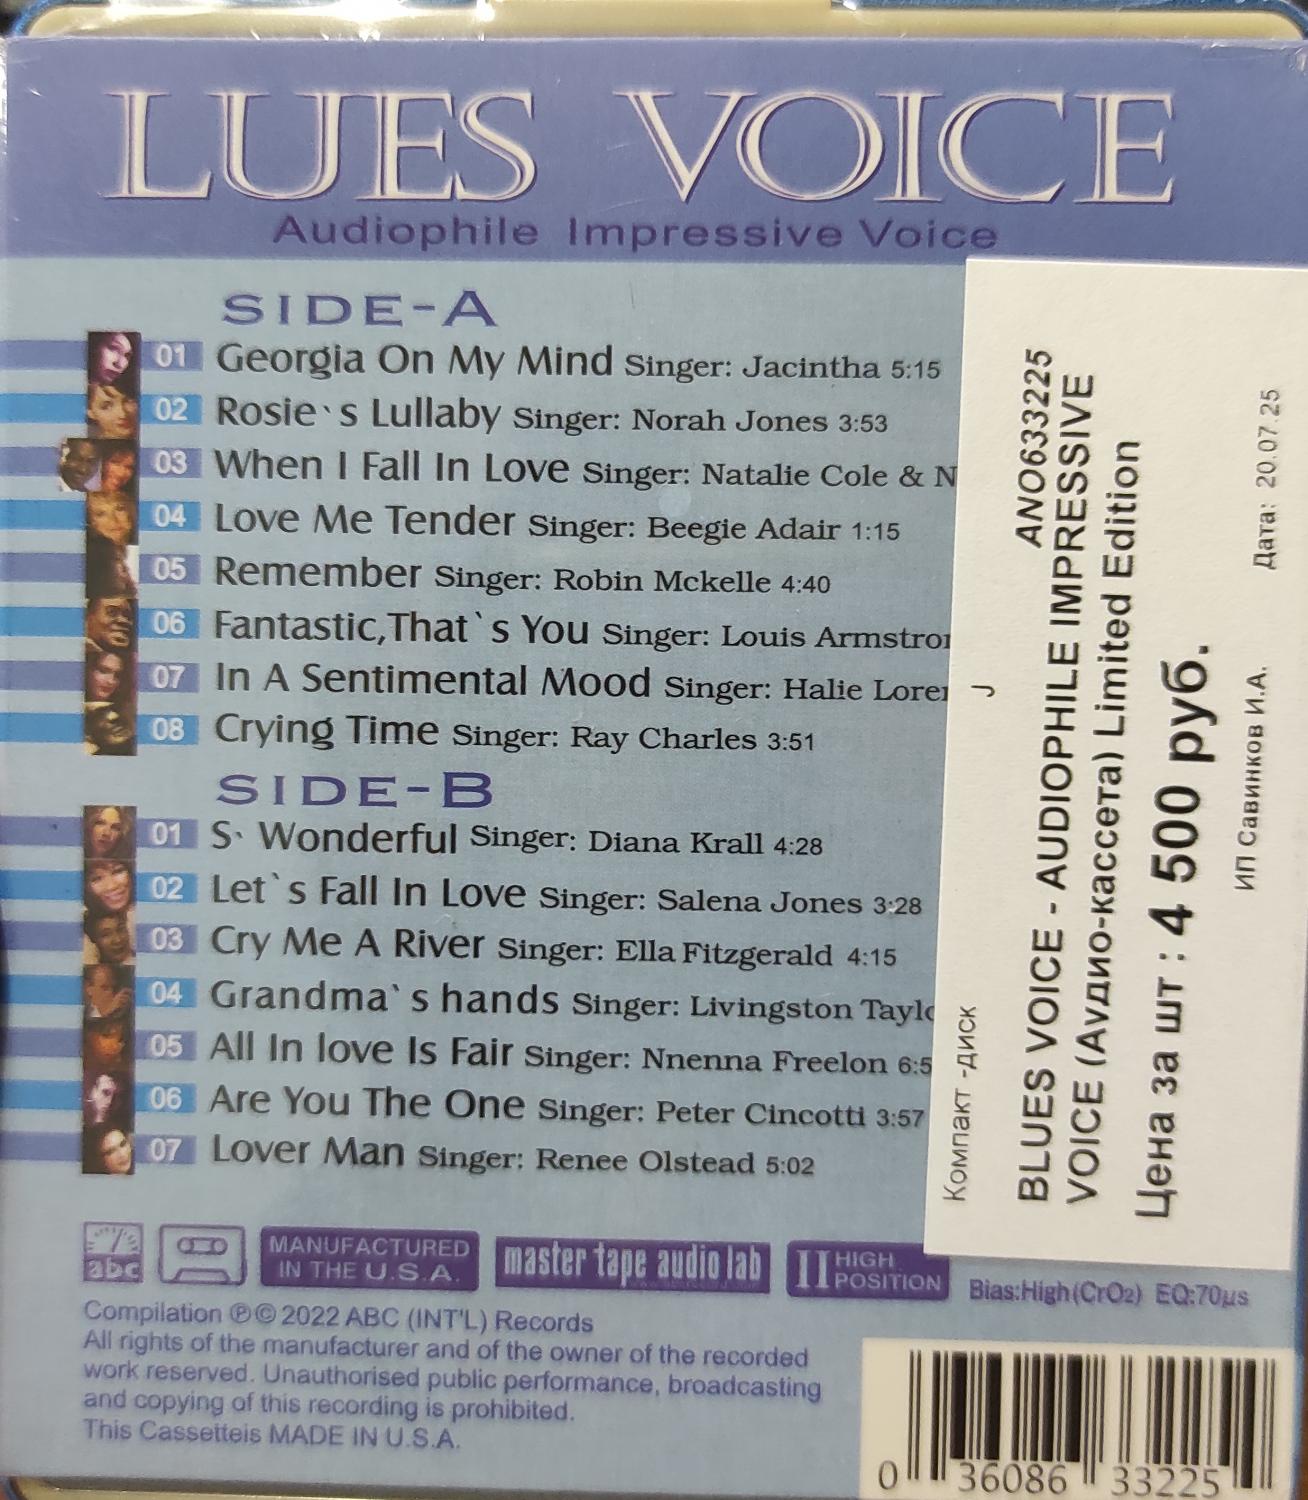 LUES VOICE
Audiophile Impressive Voice
SIDE-A
01 Georgia On My Mind Singer: Jacintha 5:15
02 Rosie`s Lullaby Singer: Norah Jones 3:53
03 When I Fall In Love Singer: Natalie Cole & N
04 Love Me Tender Singer: Beegie Adair 1:15
05 Remember Singer: Robin Mckelle 4:40
06 Fantastic,That`s You Singer: Louis Armstron
07 In A Sentimental Mood Singer: Halie Loren
08 Crying Time Singer: Ray Charles 3:51
SIDE-B
01 S` Wonderful Singer: Diana Krall 4:28
02 Let`s Fall In Love Singer: Salena Jones 3:28
03 Cry Me A River Singer: Ella Fitzgerald 4:15
04 Grandma`s hands Singer: Livingston Taylo
05 All In love Is Fair Singer: Nnenna Freelon 6:5
06 Are You The One Singer: Peter Cincotti 3:57
07 Lover Man Singer: Renee Olstead 5:02
abc
MANUFACTURED
IN THE U.S.A.
master tape audio lab
II HIGH
POSITION
Bias:High(CrO2) EQ:70µs
Compilation ℗© 2022 ABC (INT'L) Records
All rights of the manufacturer and of the owner of the recorded
work reserved. Unauthorised public performance, broadcasting
and copying of this recording is prohibited.
This Cassetteis MADE IN U.S.A.
0 36086 33225
Компакт -диск J
ANO633225
BLUES VOICE - AUDIOPHILE IMPRESSIVE
VOICE (Аудио-кассета) Limited Edition
Цена за шт : 4 500 руб.
ИП Савинков И.А. Дата: 20.07.25